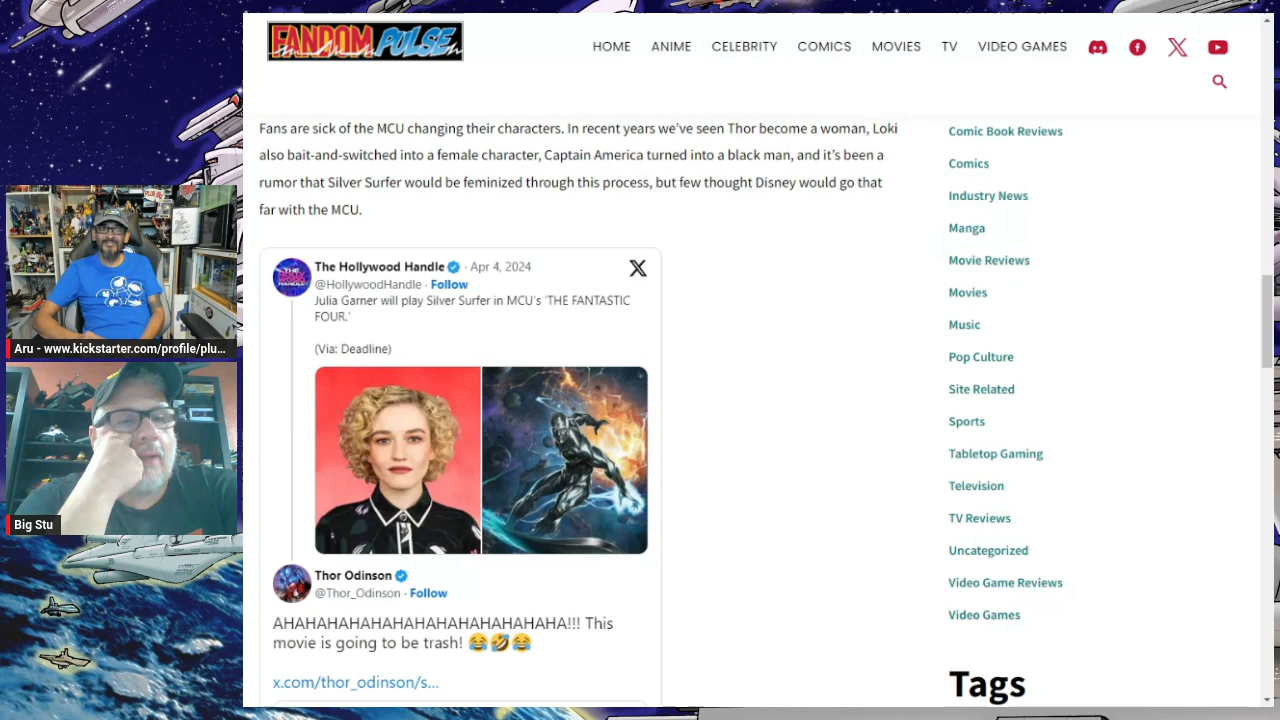 FANDOM PULSE
HOME ANIME CELEBRITY COMICS MOVIES TV VIDEO GAMES
Fans are sick of the MCU changing their characters. In recent years we’ve seen Thor become a woman, Loki
also bait-and-switched into a female character, Captain America turned into a black man, and it’s been a
rumor that Silver Surfer would be feminized through this process, but few thought Disney would go that
far with the MCU.
The Hollywood Handle · Apr 4, 2024
@HollywoodHandle · Follow
Julia Garner will play Silver Surfer in MCU’s ‘THE FANTASTIC
FOUR.’
(Via: Deadline)
Thor Odinson
@Thor_Odinson · Follow
AHAHAHAHAHAHAHAHAHAHAHAHAHA!!! This
movie is going to be trash! 😂🤣😂
x.com/thor_odinson/s...
Comic Book Reviews
Comics
Industry News
Manga
Movie Reviews
Movies
Music
Pop Culture
Site Related
Sports
Tabletop Gaming
Television
TV Reviews
Uncategorized
Video Game Reviews
Video Games
Tags
Aru - www.kickstarter.com/profile/plu...
Big Stu